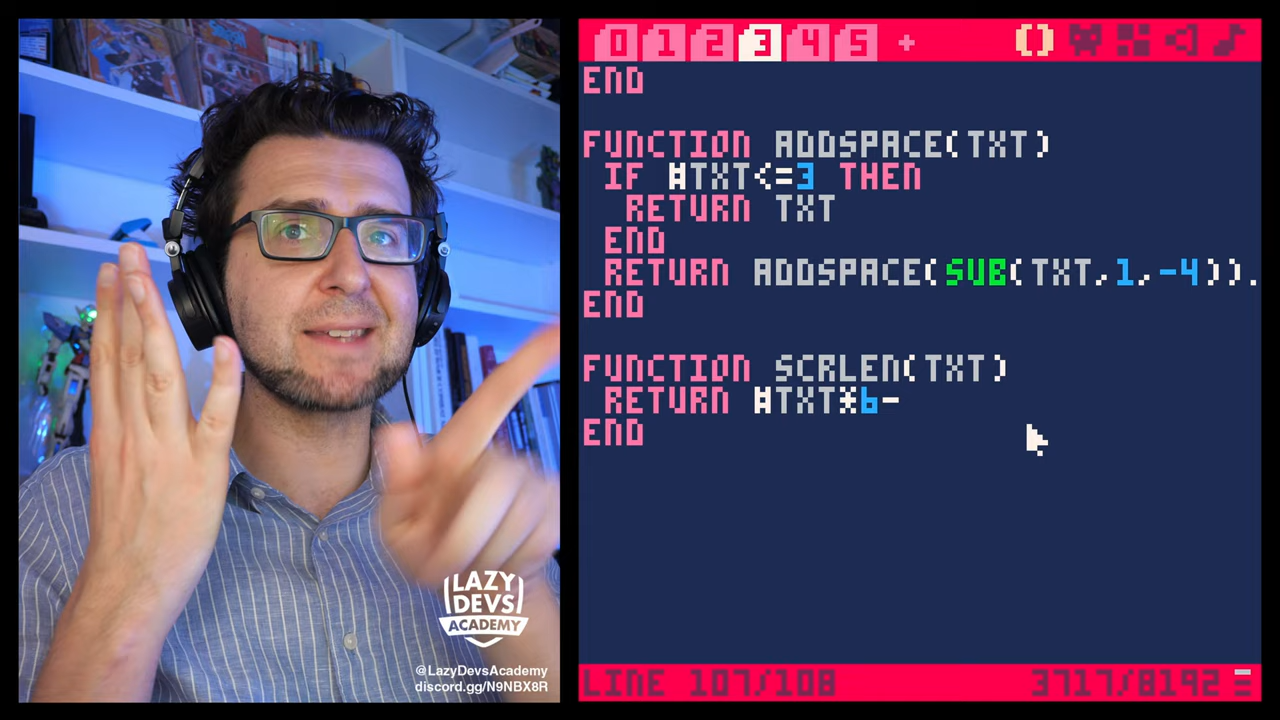 0 1 2 3 4 5 +
END
FUNCTION ADDSPACE(TXT)
IF #TXT<=3 THEN
RETURN TXT
END
RETURN ADDSPACE(SUB(TXT,1,-4)).
END
FUNCTION SCRLEN(TXT)
RETURN #TXT*6-
END
LINE 107/108 3717/8192
LAZY
DEVS
ACADEMY
@LazyDevsAcademy
discord.gg/N9NBX8R